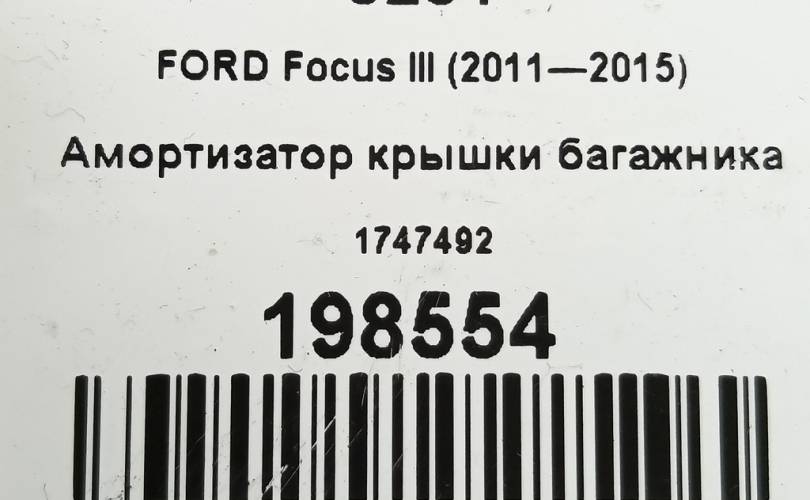 FORD Focus III (2011—2015)
Амортизатор крышки багажника
1747492
198554